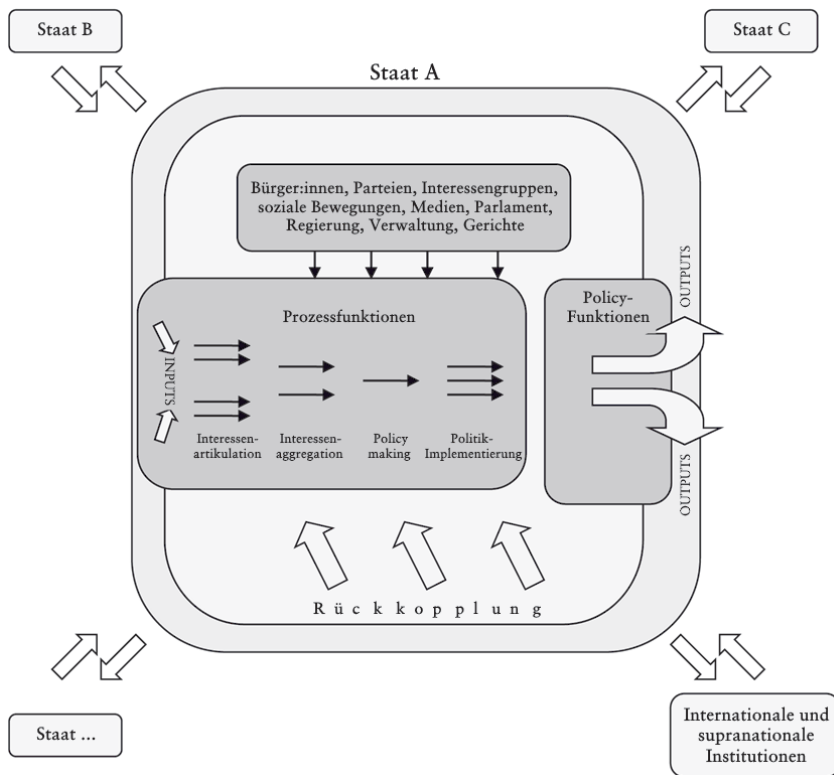 Staat B
Staat C
Staat A
Bürger:innen, Parteien, Interessengruppen,
soziale Bewegungen, Medien, Parlament,
Regierung, Verwaltung, Gerichte
Prozessfunktionen
INPUTS
Interessen-
artikulation
Interessen-
aggregation
Policy
making
Politik-
Implementierung
Policy-
Funktionen
OUTPUTS
OUTPUTS
Rückkopplung
Staat ...
Internationale und
supranationale
Institutionen